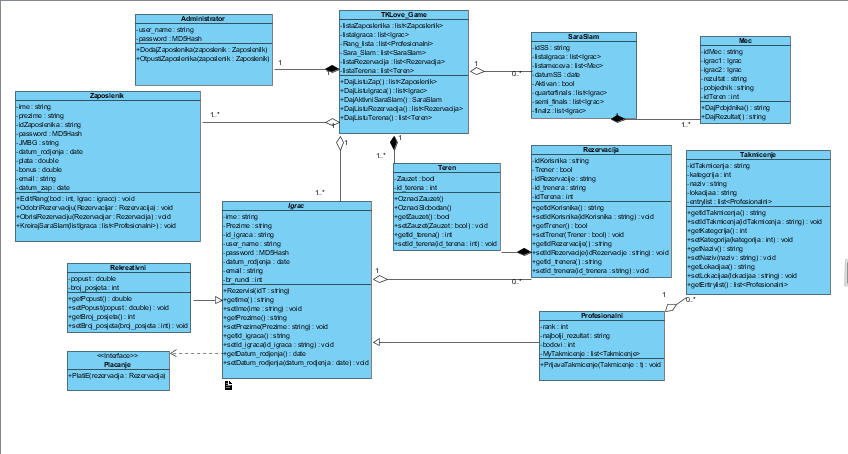 Administrator
-user_name : string
-password : MD5Hash
+DodajZaposlenika(zaposlenik : Zaposlenik)
+OtpustiZaposlenika(zaposlenik : Zaposlenik)
TKLove_Game
-listaZaposlenika : list<Zaposlenik>
-listaIgraca : list<Igrac>
-Rang_lista : list<Profesionalni>
-Sara_Slam : list<SaraSlam>
-listaRezervacija : list<Rezervacija>
-listaTerena : list<Teren>
+DajListuZap() : list<Zaposlenik>
+DajListuIgraca() : list<Igrac>
+DajAktivniSaraSlam() : SaraSlam
+DajListuRezervacija() : list<Rezervacija>
+DajListuTerena() : list<Teren>
SaraSlam
-idSS : string
-listaIgraca : list<Igrac>
-listameceva : list<Mec>
-datumSS : date
-Aktivan : bool
-quarterfinals : list<Igrac>
-semi_finals : list<Igrac>
-finalz : list<Igrac>
Mec
-idMec : string
-igrac1 : Igrac
-igrac2 : Igrac
-rezultat : string
-pobjednik : string
-idTeren : int
+DajPobjdnika() : string
+DajRezultat() : string
Zaposlenik
-ime : string
-prezime : string
-idZaposlenika : string
-password : MD5Hash
-JMBG : string
-datum_rodjenja : date
-plata : double
-bonus : double
-email : string
-datum_zap : date
+EditRang(bod : int, Igrac : igrac) : void
+OdobriRezervaciju(Rezervacija : Rezervacija) : void
+ObrisiRezervaciju(Rezervacija : Rezervacija) : void
+KreirajSaraSlam(listIgraca : list<Profesionalni>) : void
Teren
-Zauzet : bool
-id_terena : int
+OznaciZauzet()
+OznaciSlobodan()
+getZauzet() : bool
+setZauzet(Zauzet : bool) : void
+getId_terena() : int
+setId_terena(id_terena : int) : void
Rezervacija
-idKorisnika : string
-Trener : bool
-idRezervacije : string
-id_trenera : string
-idTerena : int
+getIdKorisnika() : string
+setIdKorisnika(idKorisnika : string) : void
+getTrener() : bool
+setTrener(Trener : bool) : void
+getIdRezervacije() : string
+setIdRezervacije(idRezervacije : string) : void
+getId_trenera() : string
+setId_trenera(id_trenera : string) : void
Takmicenje
-idTakmicenja : string
-kategorija : int
-naziv : string
-lokacijaa : string
-entrylist : list<Profesionalni>
+getIdTakmicenja() : string
+setIdTakmicenja(idTakmicenja : string) : void
+getKategorija() : int
+setKategorija(kategorija : int) : void
+getNaziv() : string
+setNaziv(naziv : string) : void
+getLokacijaa() : string
+setLokacijaa(lokacijaa : string) : void
+getEntrylist() : list<Profesionalni>
Igrac
-ime : string
-Prezime : string
-id_igraca : string
-user_name : string
-password : MD5Hash
-datum_rodjenja : date
-email : string
-br_rundi : int
+Rezervisi(idT : string)
+getIme() : string
+setIme(ime : string) : void
+getPrezime() : string
+setPrezime(Prezime : string) : void
+getId_igraca() : string
+setId_igraca(id_igraca : string) : void
+getDatum_rodjenja() : date
+setDatum_rodjenja(datum_rodjenja : date) : void
Rekreativni
-popust : double
-broj_posjeta : int
+getPopust() : double
+setPopust(popust : double) : void
+getBroj_posjeta() : int
+setBroj_posjeta(broj_posjeta : int) : void
<<Interface>>
Placanje
+PlatiE(rezervacija : Rezervacija)
Profesionalni
-rank : int
-najbolji_rezultat : string
-bodovi : int
-MyTakmicenje : list<Takmicenje>
+PrijavaTakmicenje(Takmicenje : t) : void
1
1
1..*
1
1
0..*
1..*
1
1..*
1
1..*
1
0..*
1
0..*